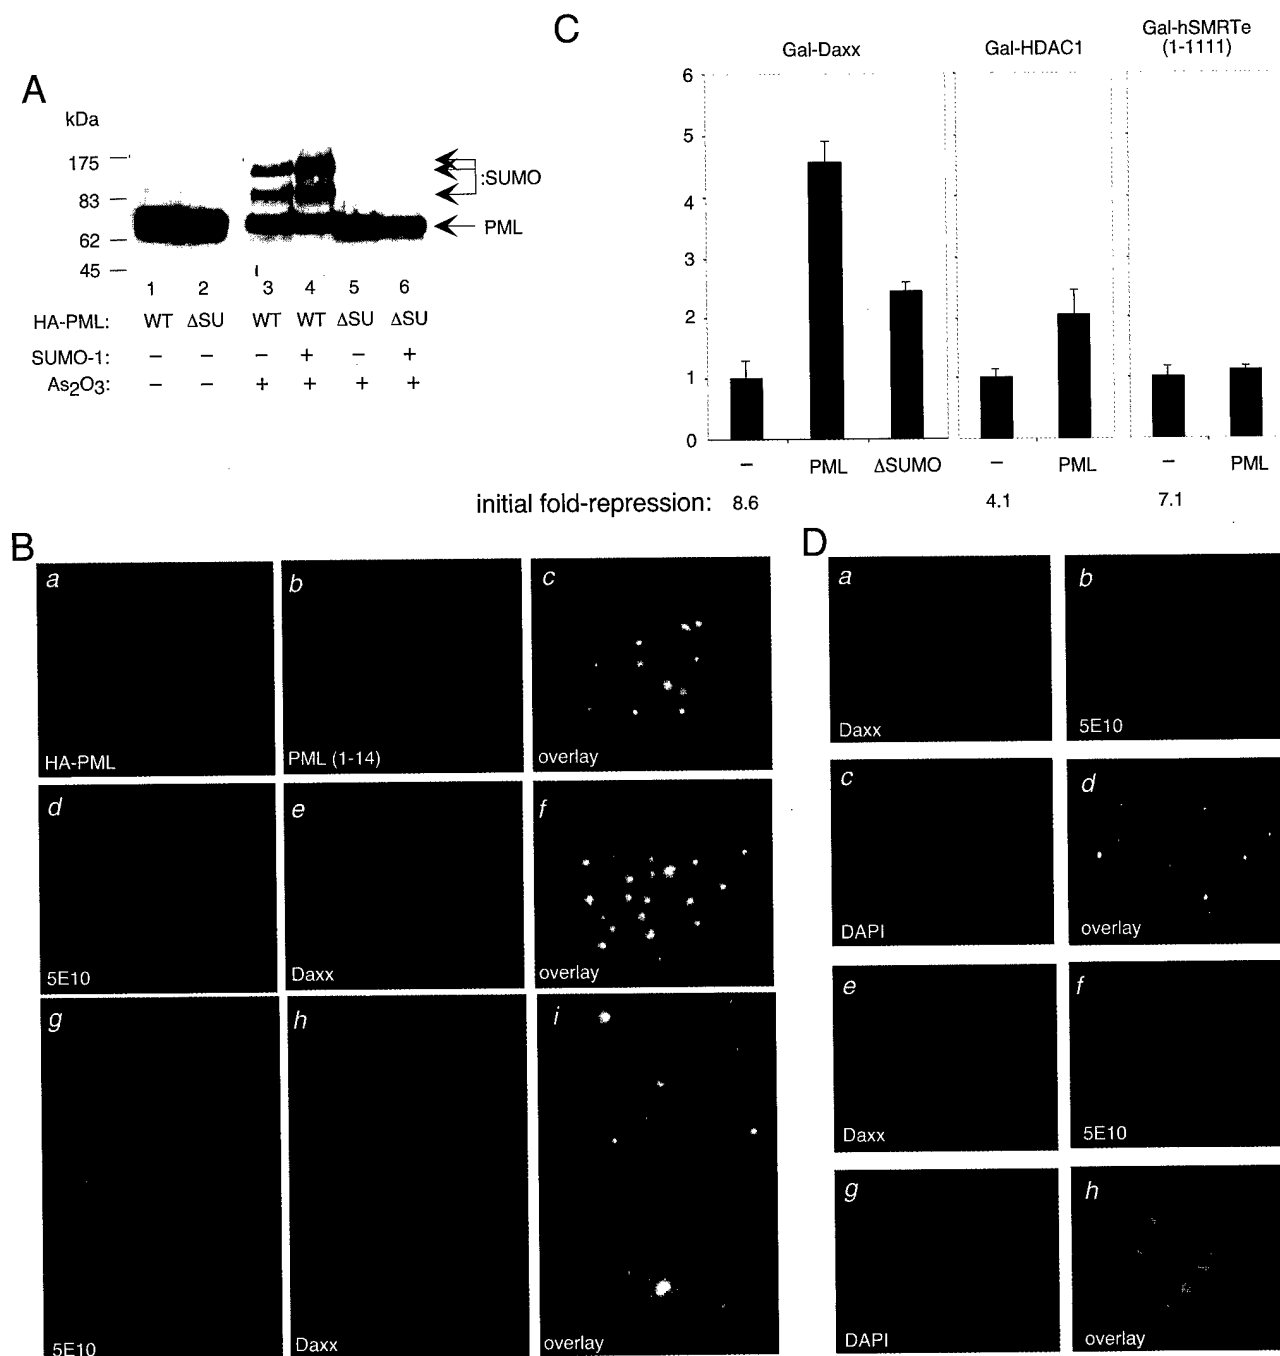 A
kDa
175
83
62
45
:SUMO
PML
1 2 3 4 5 6
HA-PML: WT ΔSU WT WT ΔSU ΔSU
SUMO-1: – – – + – +
As2O3: – – + + + +
C
Gal-Daxx
Gal-HDAC1
Gal-hSMRTe
(1-1111)
6
5
4
3
2
1
0
– PML ΔSUMO – PML – PML
initial fold-repression: 8.6 4.1 7.1
B
a
HA-PML
b
PML (1-14)
c
overlay
d
5E10
e
Daxx
f
overlay
g
5E10
h
Daxx
i
overlay
D
a
Daxx
b
5E10
c
DAPI
d
overlay
e
Daxx
f
5E10
g
DAPI
h
overlay